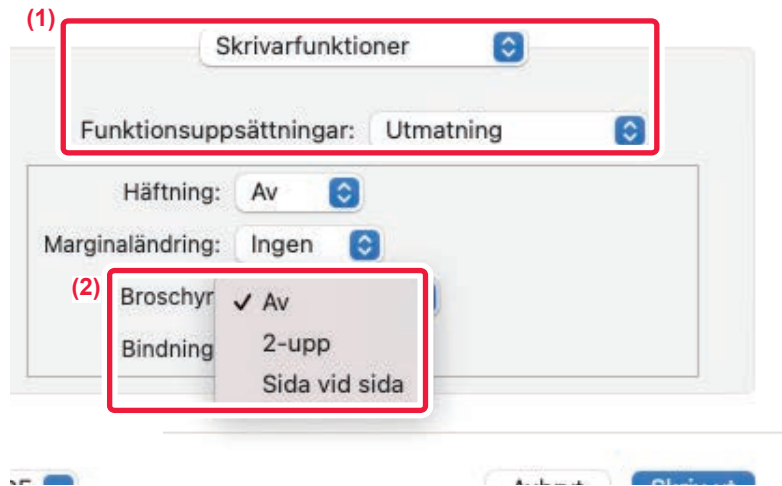 (1)
Skrivarfunktioner
Funktionsuppsättningar: Utmatning
Häftning: Av
Marginaländring: Ingen
(2)
Broschyr ✓ Av
Bindning 2-upp
Sida vid sida